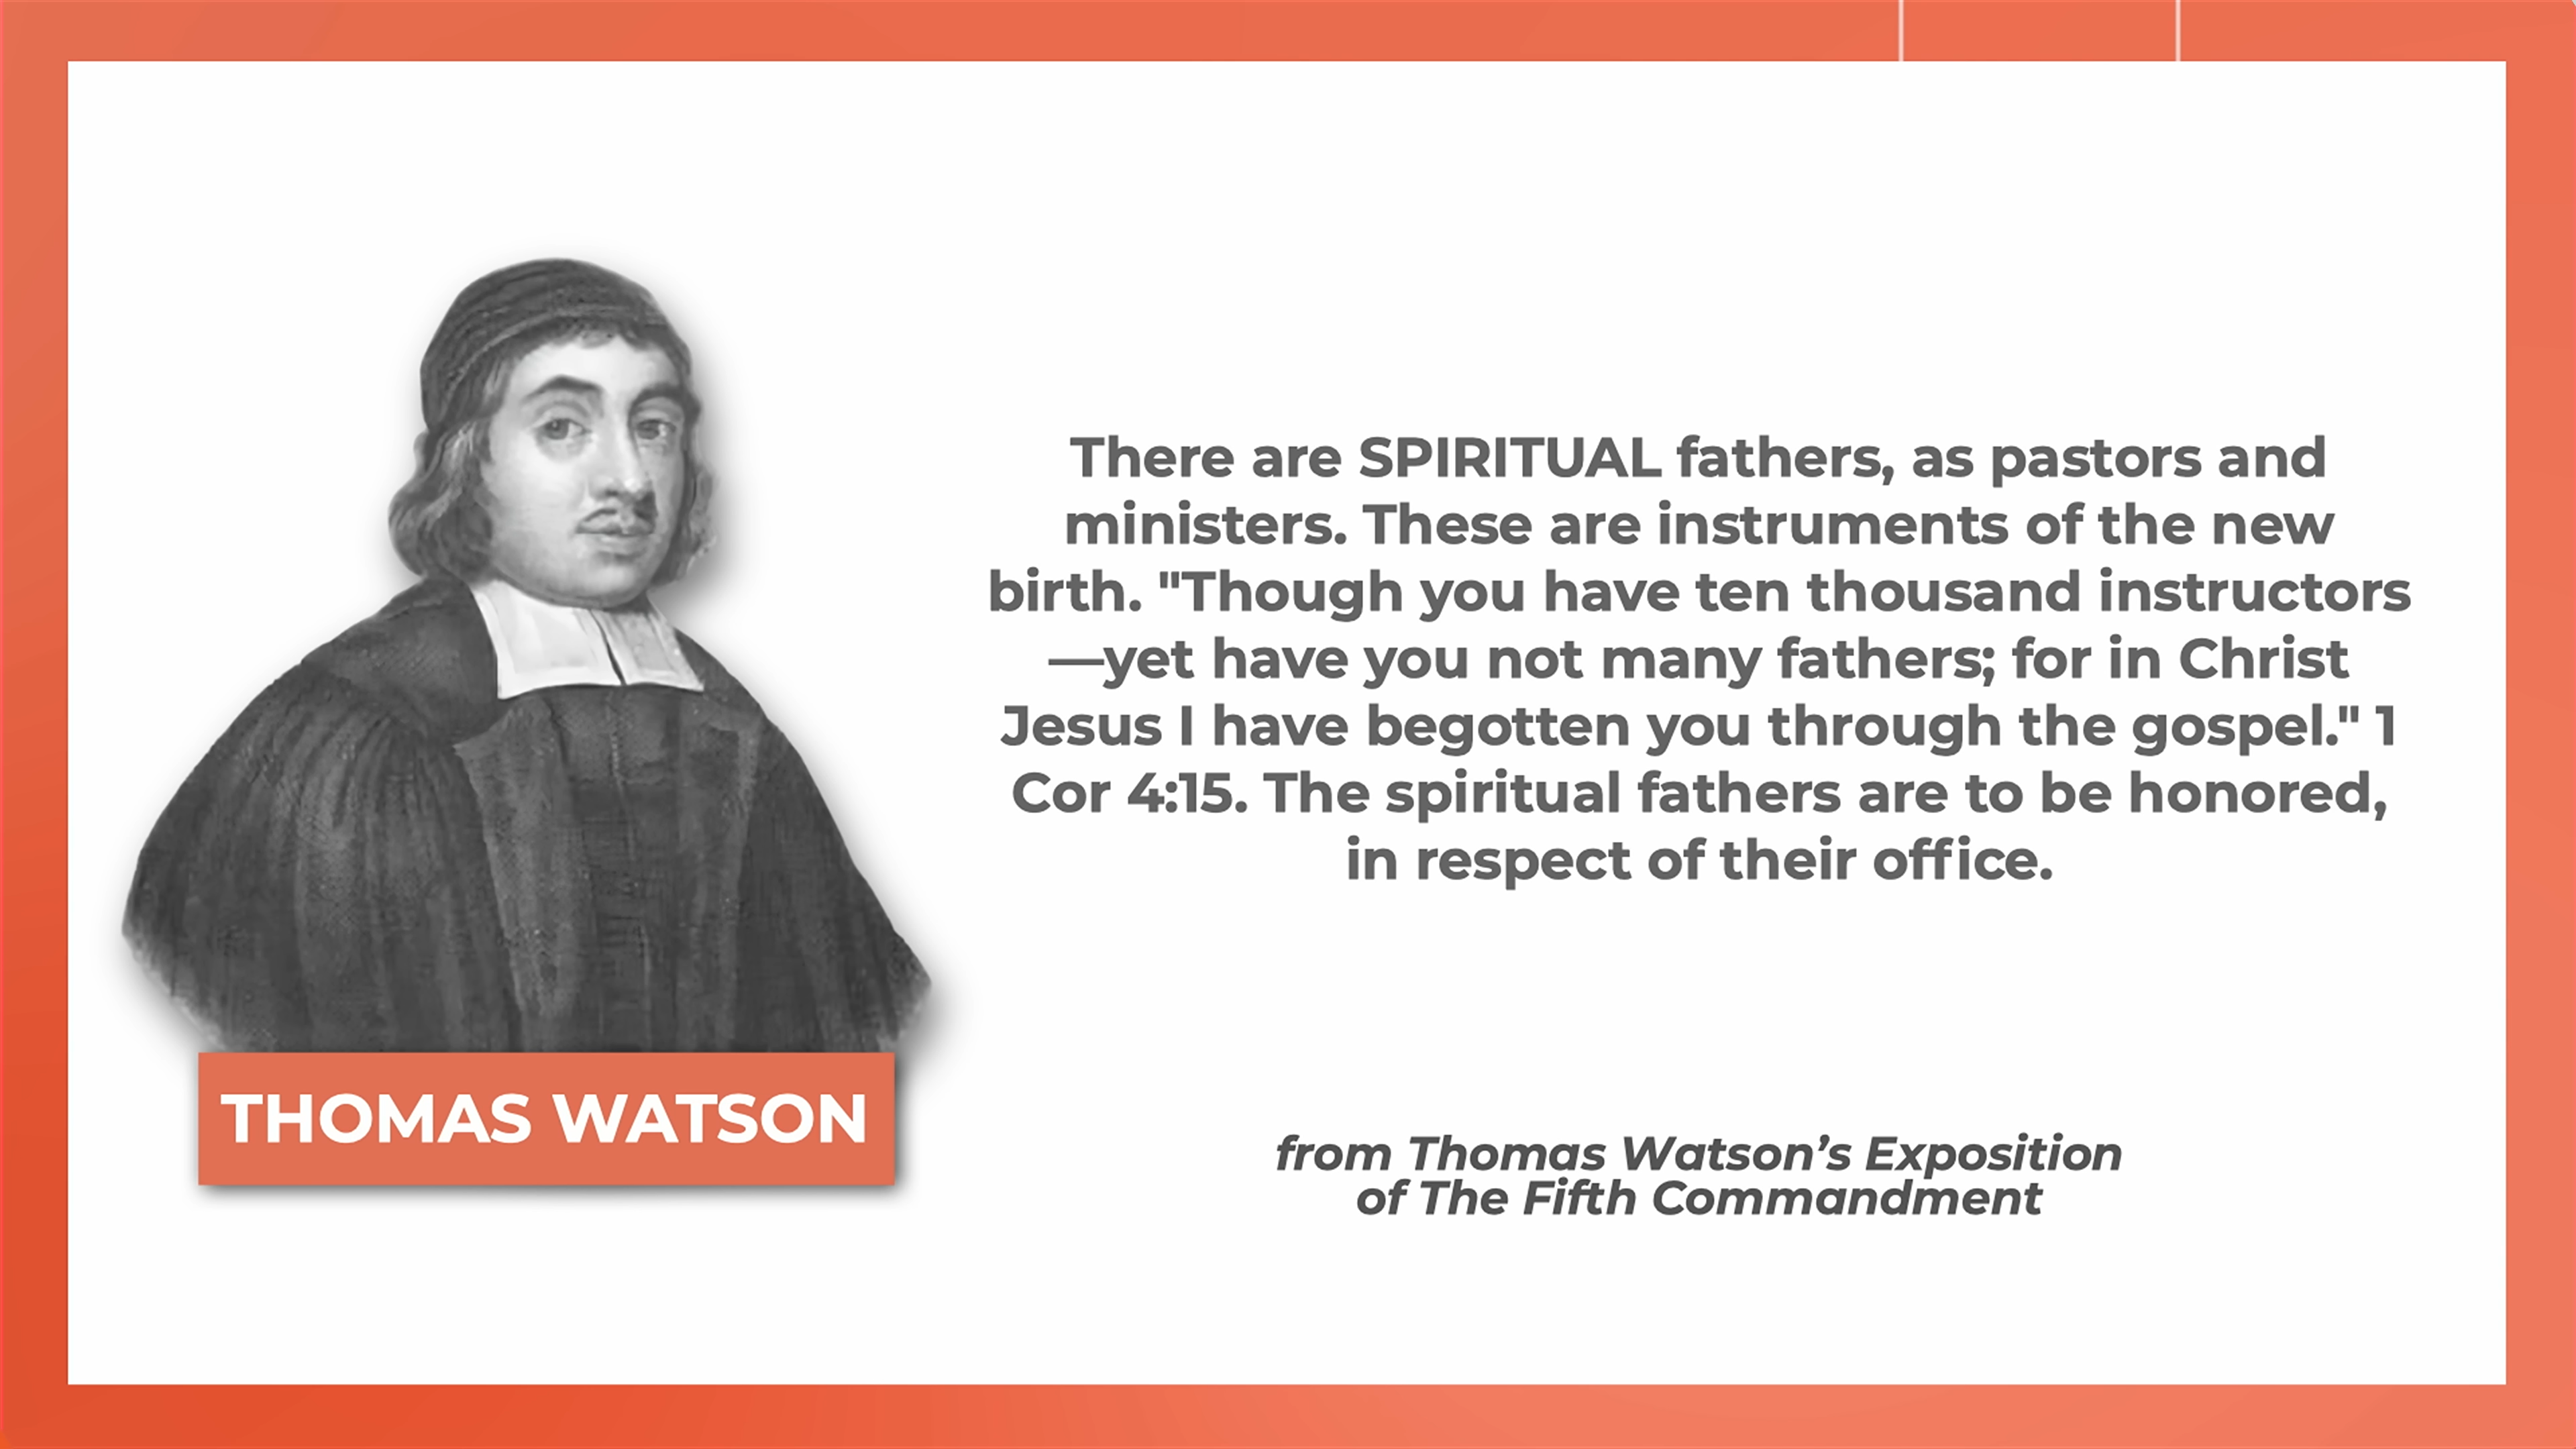 There are SPIRITUAL fathers, as pastors and
ministers. These are instruments of the new
birth. "Though you have ten thousand instructors
—yet have you not many fathers; for in Christ
Jesus I have begotten you through the gospel." 1
Cor 4:15. The spiritual fathers are to be honored,
in respect of their office.
THOMAS WATSON
from Thomas Watson’s Exposition
of The Fifth Commandment